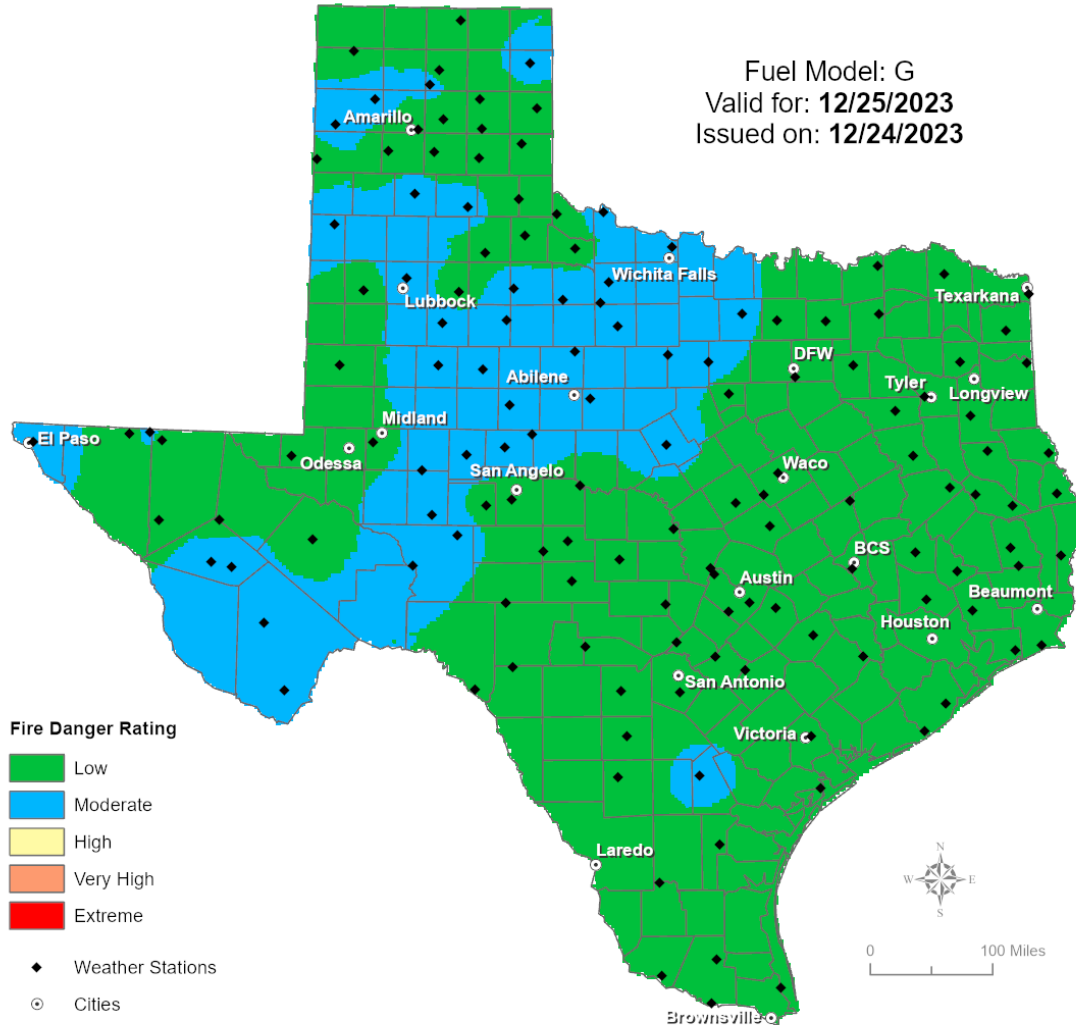 Fuel Model: G
Valid for: 12/25/2023
Issued on: 12/24/2023
Amarillo
Wichita Falls
Lubbock
Texarkana
DFW
Abilene
Tyler
Longview
Midland
El Paso
Odessa
San Angelo
Waco
BCS
Austin
Beaumont
Houston
San Antonio
Victoria
Laredo
Brownsville
Fire Danger Rating
Low
Moderate
High
Very High
Extreme
Weather Stations
Cities
N
W E
S
0 100 Miles